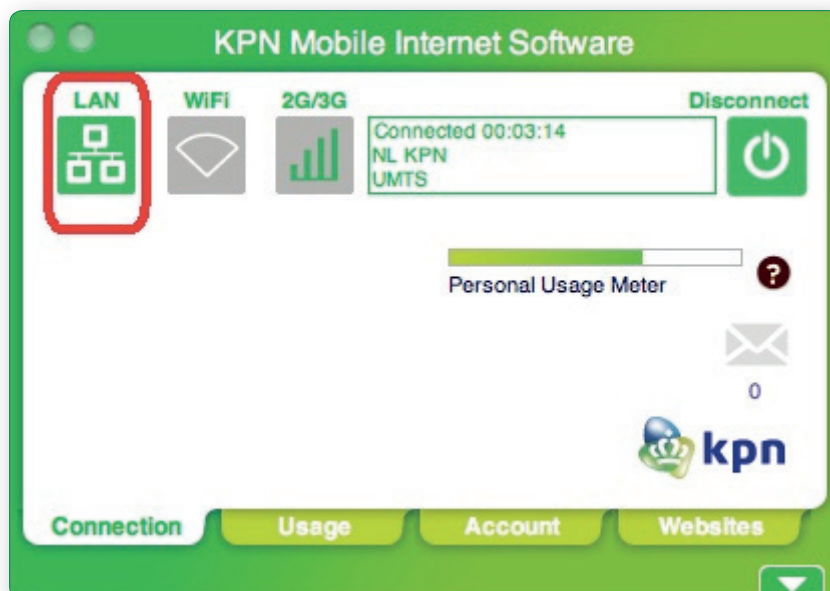 KPN Mobile Internet Software
LAN WiFi 2G/3G Disconnect
Connected 00:03:14
NL KPN
UMTS
Personal Usage Meter ?
0
kpn
Connection Usage Account Websites